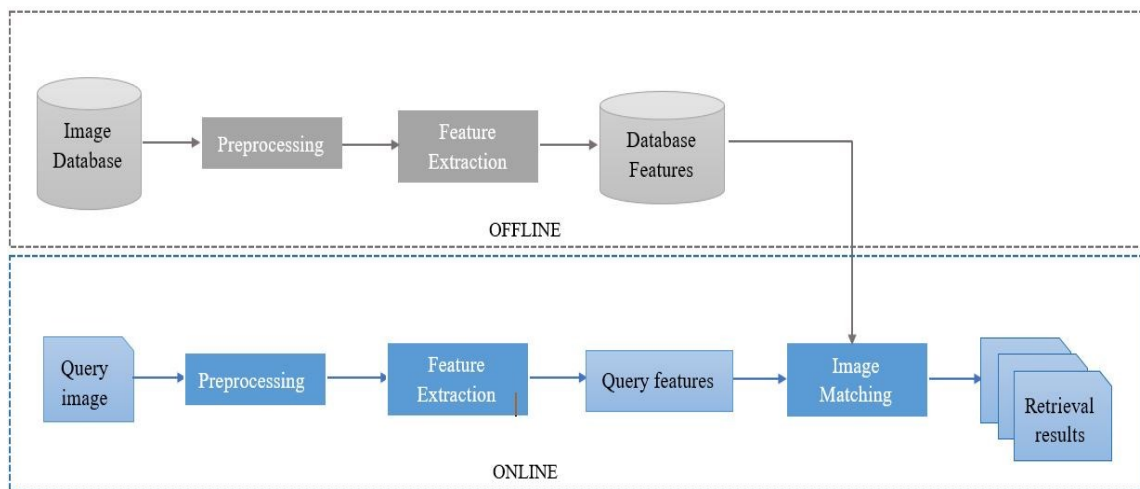 Image
Database
Preprocessing
Feature
Extraction
Database
Features
OFFLINE
Query
image
Preprocessing
Feature
Extraction
Query features
Image
Matching
Retrieval
results
ONLINE